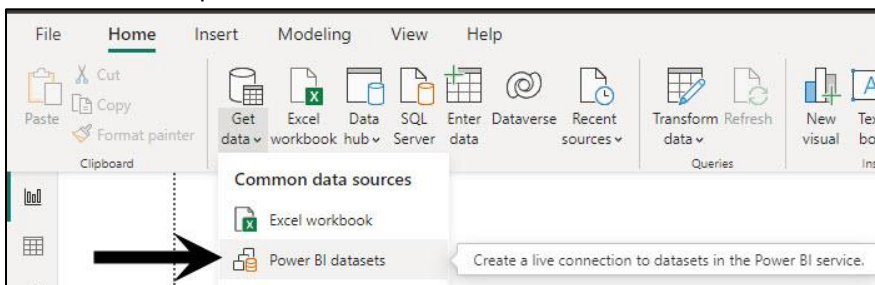 File Home Insert Modeling View Help
Cut
Copy
Paste
Format painter
Clipboard
Get data
Excel workbook
Data hub
SQL Server
Enter data
Dataverse
Recent sources
Transform data
Refresh
Queries
New visual
Common data sources
Excel workbook
Power BI datasets
Create a live connection to datasets in the Power BI service.